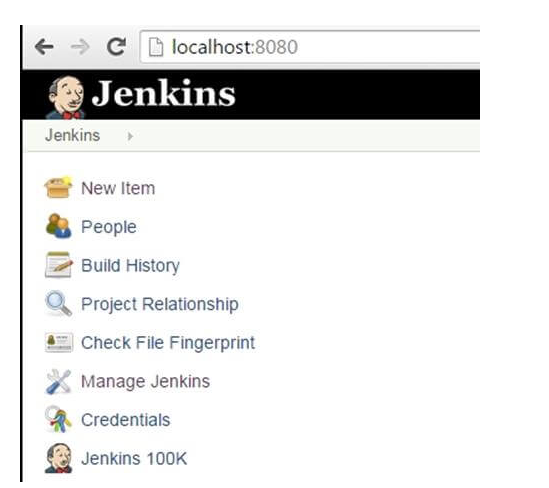 localhost:8080
Jenkins
Jenkins
New Item
People
Build History
Project Relationship
Check File Fingerprint
Manage Jenkins
Credentials
Jenkins 100K